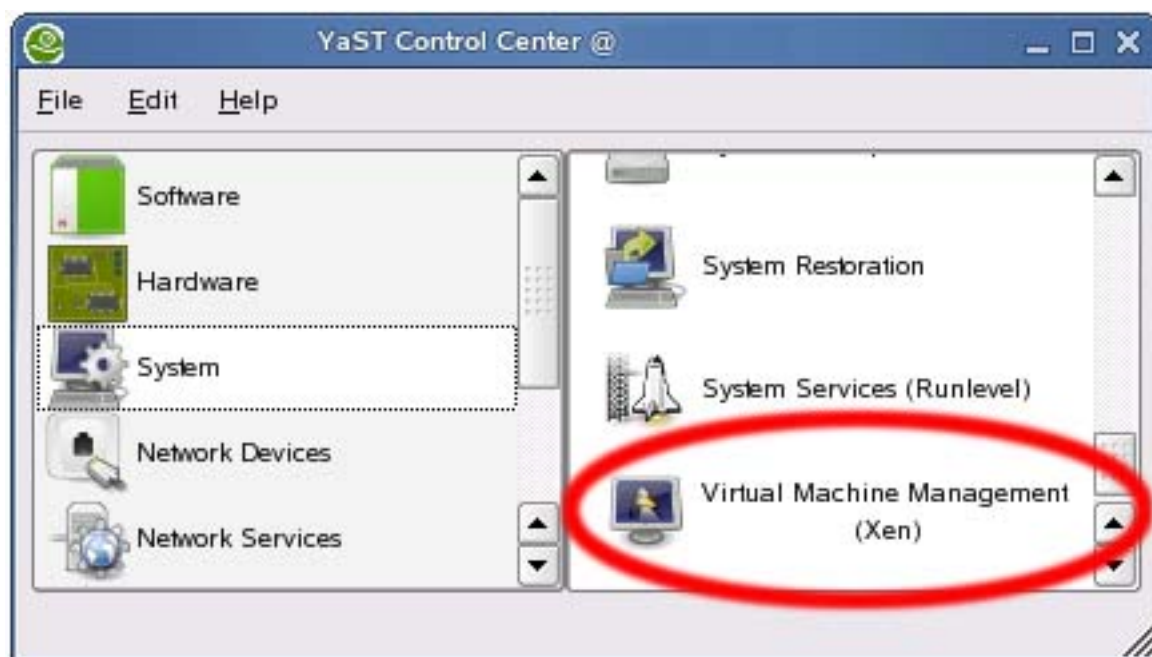 YaST Control Center @
File Edit Help
Software
Hardware
System
Network Devices
Network Services
System Restoration
System Services (Runlevel)
Virtual Machine Management
(Xen)